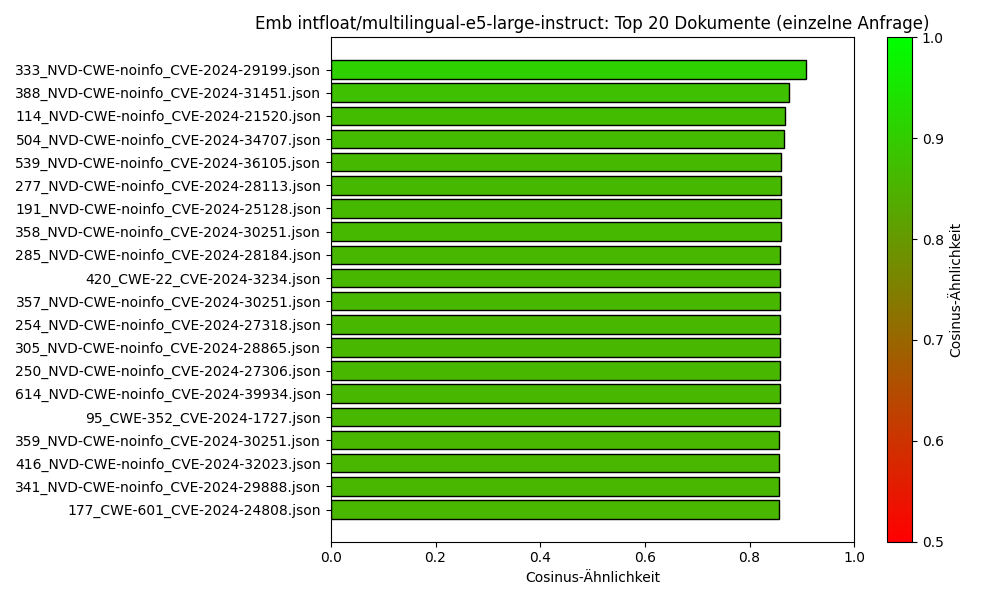 Emb intfloat/multilingual-e5-large-instruct: Top 20 Dokumente (einzelne Anfrage)
333_NVD-CWE-noinfo_CVE-2024-29199.json
388_NVD-CWE-noinfo_CVE-2024-31451.json
114_NVD-CWE-noinfo_CVE-2024-21520.json
504_NVD-CWE-noinfo_CVE-2024-34707.json
539_NVD-CWE-noinfo_CVE-2024-36105.json
277_NVD-CWE-noinfo_CVE-2024-28113.json
191_NVD-CWE-noinfo_CVE-2024-25128.json
358_NVD-CWE-noinfo_CVE-2024-30251.json
285_NVD-CWE-noinfo_CVE-2024-28184.json
420_CWE-22_CVE-2024-3234.json
357_NVD-CWE-noinfo_CVE-2024-30251.json
254_NVD-CWE-noinfo_CVE-2024-27318.json
305_NVD-CWE-noinfo_CVE-2024-28865.json
250_NVD-CWE-noinfo_CVE-2024-27306.json
614_NVD-CWE-noinfo_CVE-2024-39934.json
95_CWE-352_CVE-2024-1727.json
359_NVD-CWE-noinfo_CVE-2024-30251.json
416_NVD-CWE-noinfo_CVE-2024-32023.json
341_NVD-CWE-noinfo_CVE-2024-29888.json
177_CWE-601_CVE-2024-24808.json
0.0 0.2 0.4 0.6 0.8 1.0
Cosinus-Ähnlichkeit
1.0
0.9
0.8
0.7
0.6
0.5
Cosinus-Ähnlichkeit